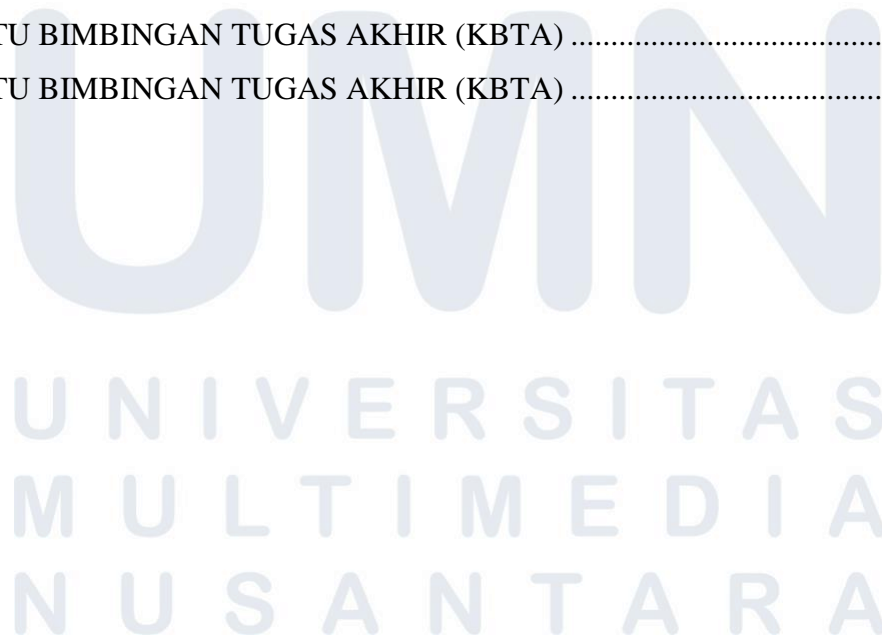 TU BIMBINGAN TUGAS AKHIR (KBTA) ........................................
TU BIMBINGAN TUGAS AKHIR (KBTA) ........................................
UMN
UNIVERSITAS
MULTIMEDIA
NUSANTARA